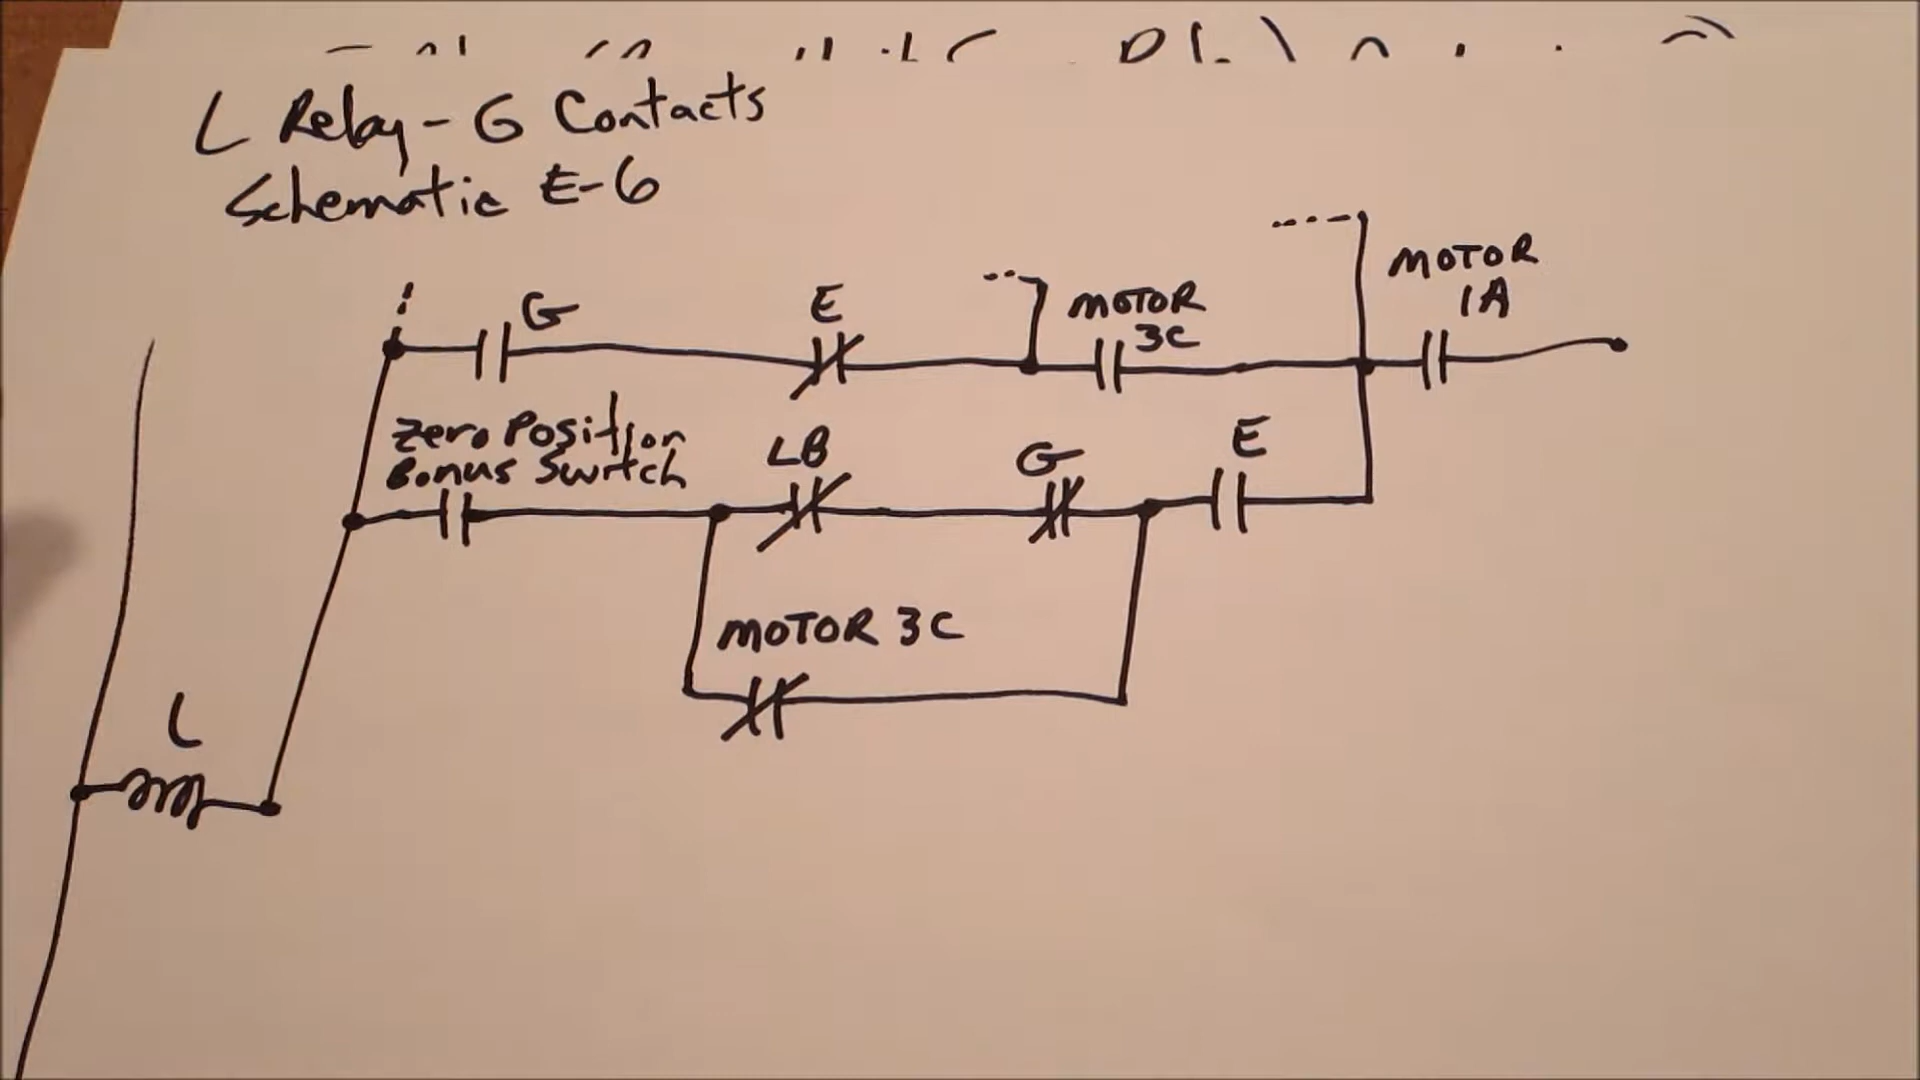 L Relay - G Contacts
Schematic E-6
MOTOR
1A
G
E
MOTOR
3C
Zero Position
Bonus Switch
LB
G
E
MOTOR 3C
L